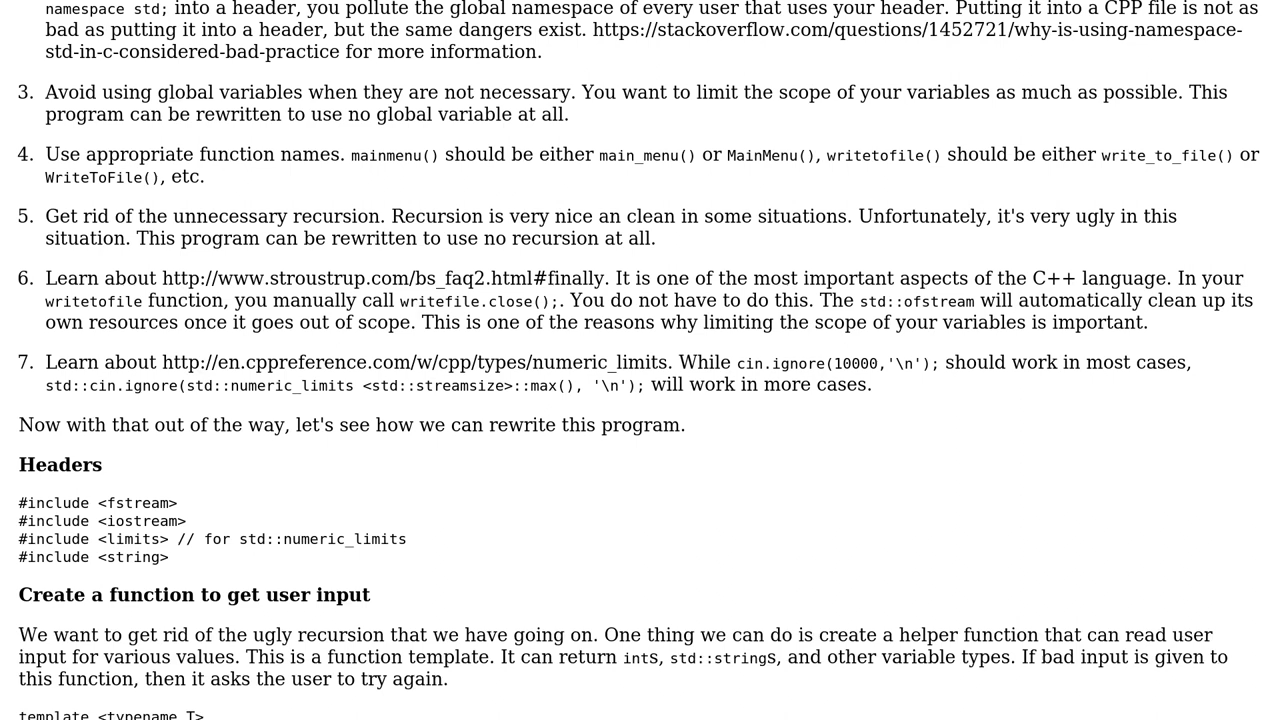 namespace std; into a header, you pollute the global namespace of every user that uses your header. Putting it into a CPP file is not as
bad as putting it into a header, but the same dangers exist. https://stackoverflow.com/questions/1452721/why-is-using-namespace-
std-in-c-considered-bad-practice for more information.
3. Avoid using global variables when they are not necessary. You want to limit the scope of your variables as much as possible. This
program can be rewritten to use no global variable at all.
4. Use appropriate function names. mainmenu() should be either main_menu() or MainMenu(), writetofile() should be either write_to_file() or
WriteToFile(), etc.
5. Get rid of the unnecessary recursion. Recursion is very nice an clean in some situations. Unfortunately, it's very ugly in this
situation. This program can be rewritten to use no recursion at all.
6. Learn about http://www.stroustrup.com/bs_faq2.html#finally. It is one of the most important aspects of the C++ language. In your
writetofile function, you manually call writefile.close();. You do not have to do this. The std::ofstream will automatically clean up its
own resources once it goes out of scope. This is one of the reasons why limiting the scope of your variables is important.
7. Learn about http://en.cppreference.com/w/cpp/types/numeric_limits. While cin.ignore(10000,'\n'); should work in most cases,
std::cin.ignore(std::numeric_limits <std::streamsize>::max(), '\n'); will work in more cases.
Now with that out of the way, let's see how we can rewrite this program.
Headers
#include <fstream>
#include <iostream>
#include <limits> // for std::numeric_limits
#include <string>
Create a function to get user input
We want to get rid of the ugly recursion that we have going on. One thing we can do is create a helper function that can read user
input for various values. This is a function template. It can return ints, std::strings, and other variable types. If bad input is given to
this function, then it asks the user to try again.
template <typename T>